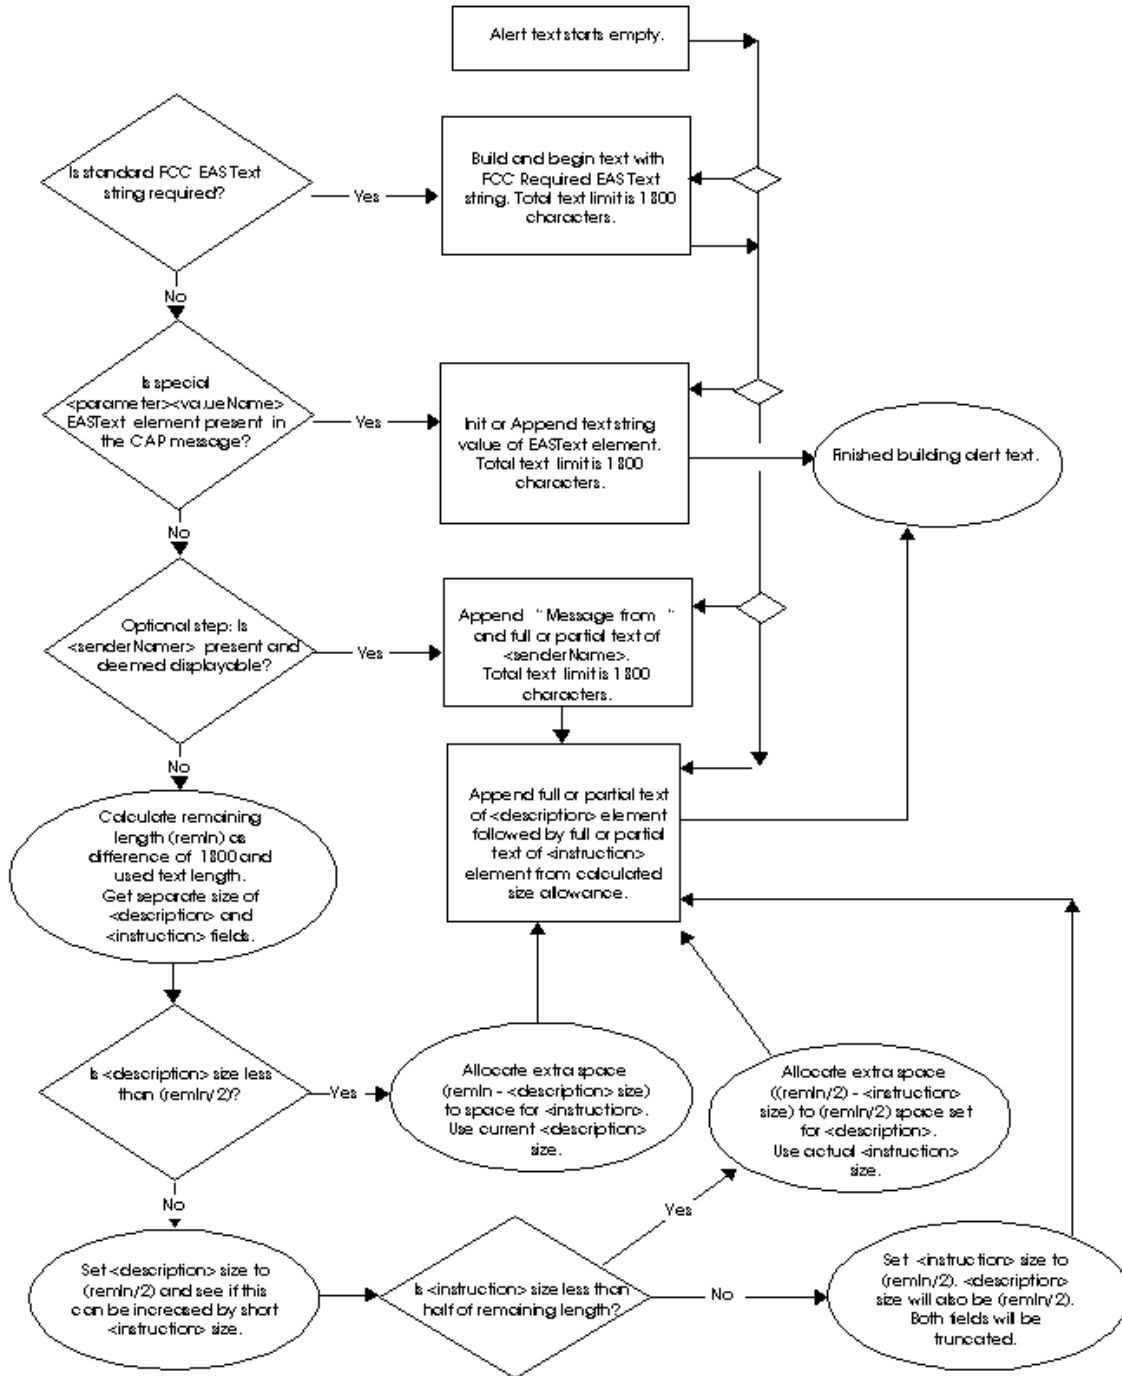 Alert text starts empty.
Is standard FCC EASText
string required?
Yes
Build and begin text with
FCC Required EASText
string. Total text limit is 1800
characters.
No
Is special
<parameter><valueName>
EASText element present in
the CAP message?
Yes
Init or Append text string
value of EASText element.
Total text limit is 1800
characters.
Finished building alert text.
No
Optional step: Is
<senderName> present and
deemed displayable?
Yes
Append "Message from "
and full or partial text of
<senderName>.
Total text limit is 1800
characters.
No
Append full or partial text
of <description> element
followed by full or partial
text of <instruction>
element from calculated
size allowance.
Calculate remaining
length (remln) as
difference of 1800 and
used text length.
Get separate size of
<description> and
<instruction> fields.
Is <description> size less
than (remln/2)?
Yes
Allocate extra space
(remln - <description> size)
to space for <instruction>.
Use current <description>
size.
Allocate extra space
((remln/2) - <instruction>
size) to (remln/2) space set
for <description>.
Use actual <instruction>
size.
No
Set <description> size to
(remln/2) and see if this
can be increased by short
<instruction> size.
Is <instruction> size less than
half of remaining length?
Yes
No
Set <instruction> size to
(remln/2). <description>
size will also be (remln/2).
Both fields will be
truncated.